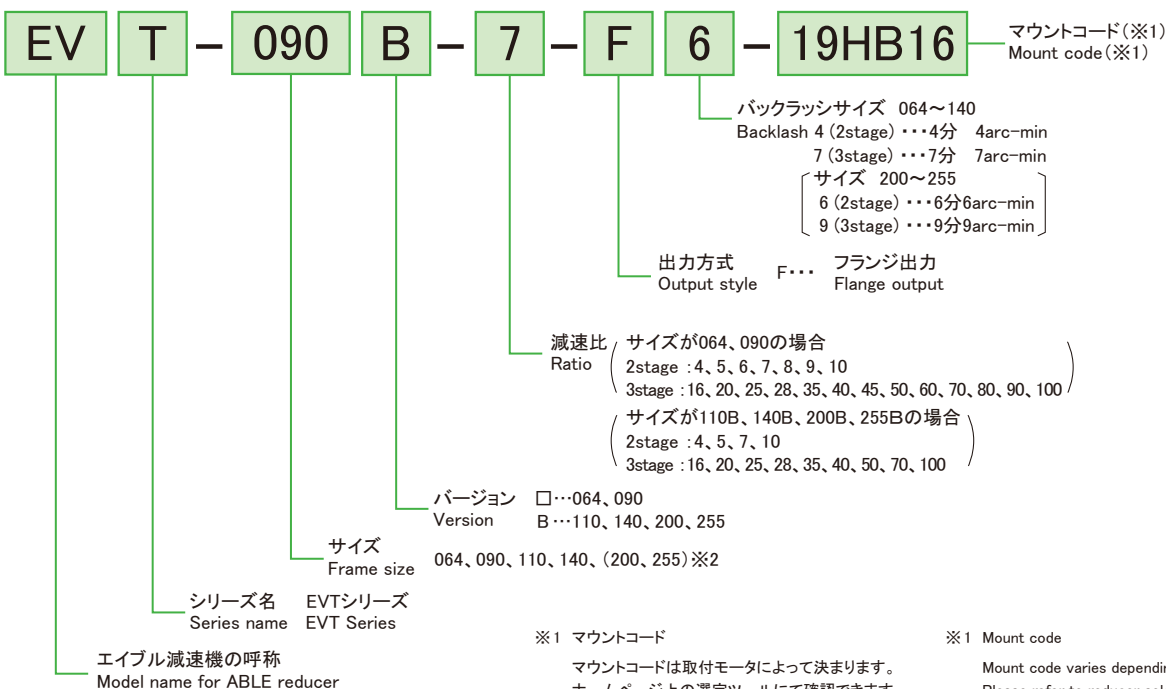 EV T - 090 B - 7 - F 6 - 19HB16
マウントコード(※1)
Mount code(※1)
バックラッシサイズ 064～140
Backlash 4 (2stage) ･･･4分 4arc-min
7 (3stage) ･･･7分 7arc-min
サイズ 200～255
6 (2stage) ･･･6分6arc-min
9 (3stage) ･･･9分9arc-min
出力方式
Output style
F･･･
フランジ出力
Flange output
減速比
Ratio
サイズが064、090の場合
2stage :4、5、6、7、8、9、10
3stage :16、20、25、28、35、40、45、50、60、70、80、90、100
サイズが110B、140B、200B、255Bの場合
2stage :4、5、7、10
3stage :16、20、25、28、35、40、50、70、100
バージョン □…064、090
Version B…110、140、200、255
サイズ
Frame size
064、090、110、140、(200、255)※2
シリーズ名 EVTシリーズ
Series name EVT Series
エイブル減速機の呼称
Model name for ABLE reducer
※1 マウントコード
マウントコードは取付モータによって決まります。
※1 Mount code
Mount code varies dependin